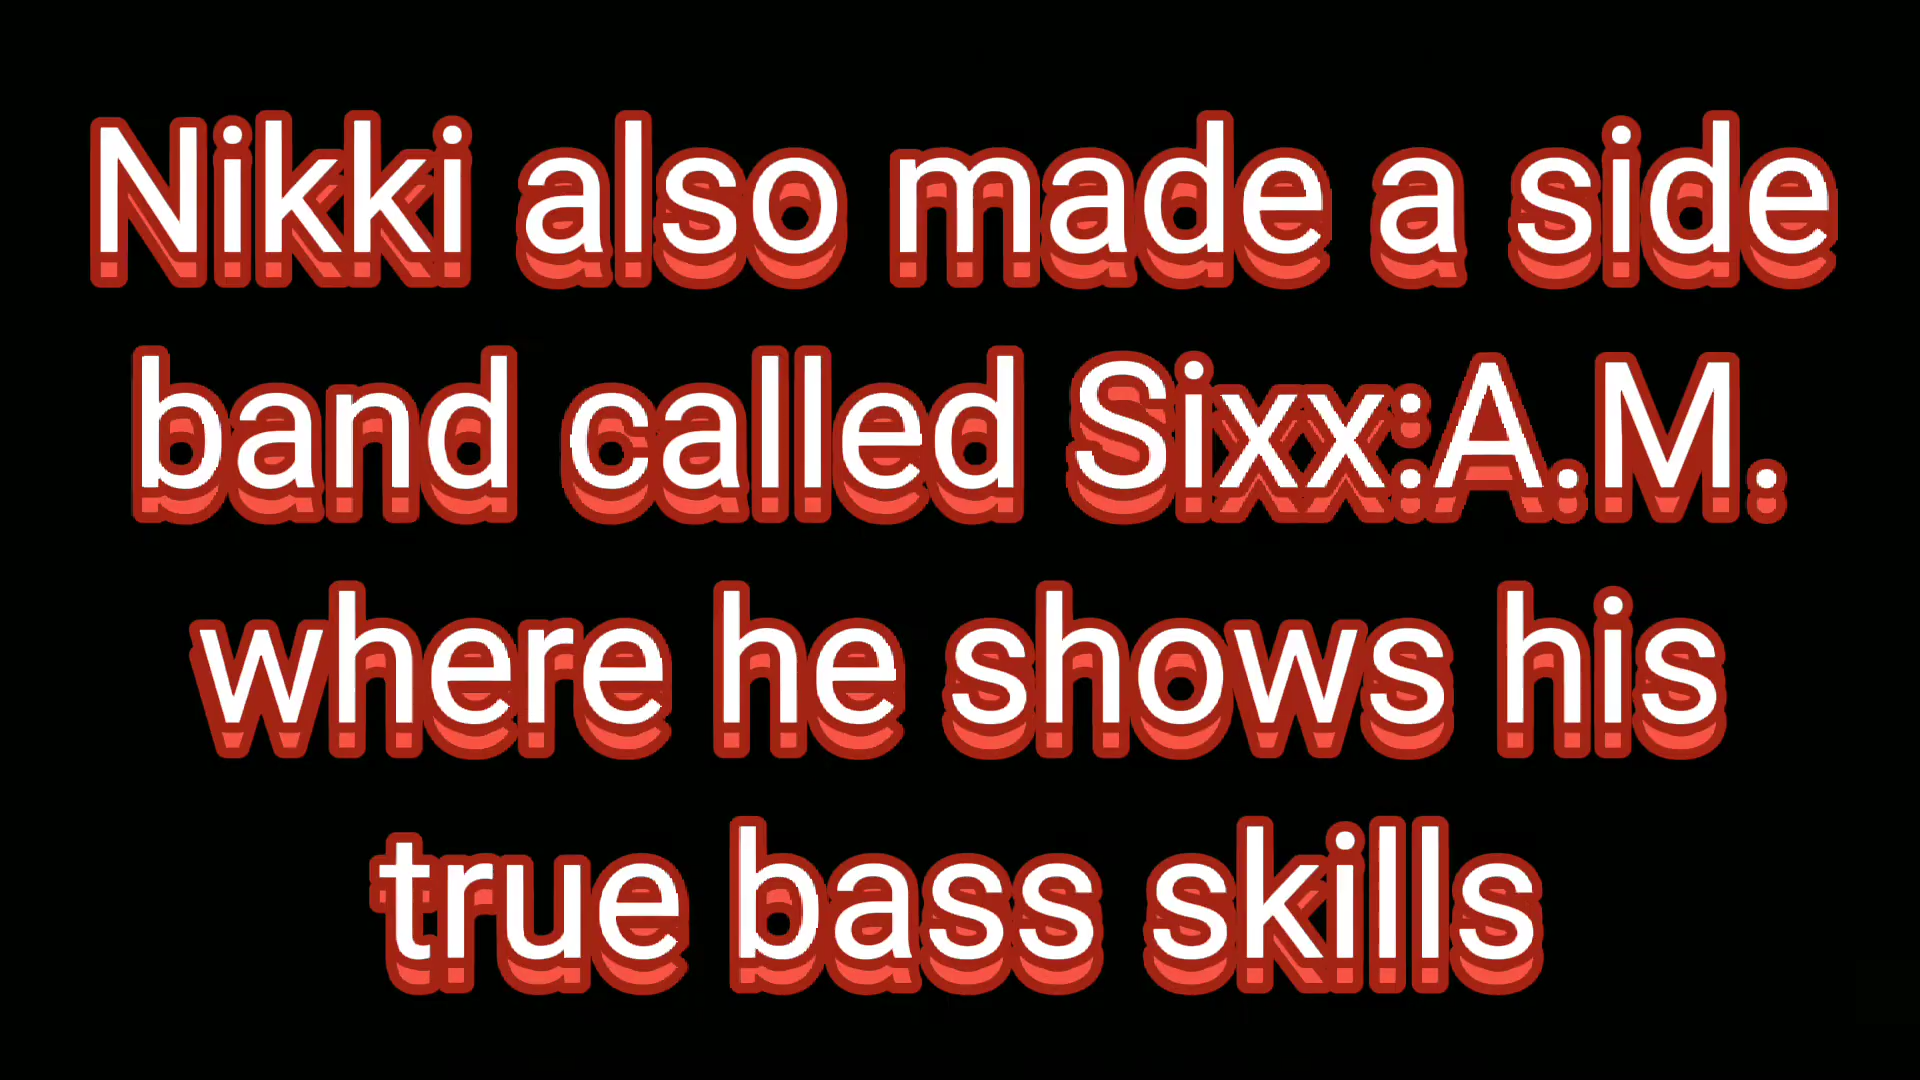 Nikki also made a side
band called Sixx:A.M.
where he shows his
true bass skills